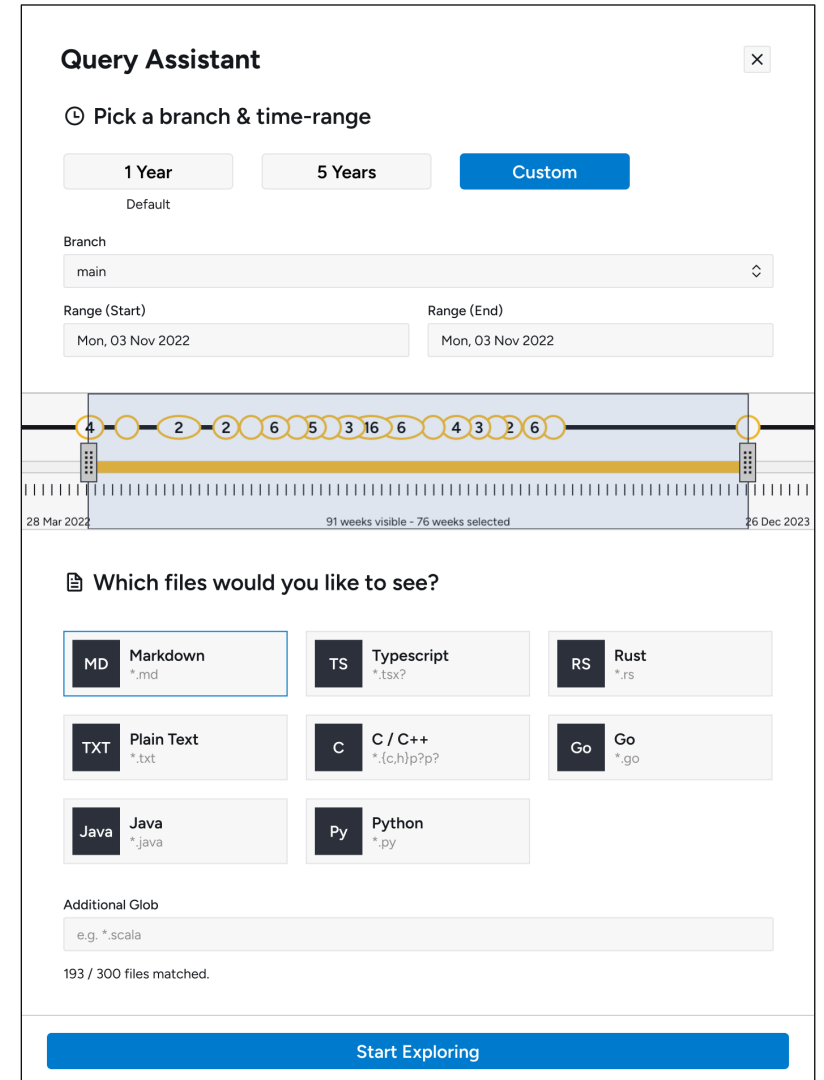 Query Assistant
Pick a branch & time-range
1 Year
5 Years
Custom
Default
Branch
main
Range (Start)
Range (End)
Mon, 03 Nov 2022
Mon, 03 Nov 2022
4 2 2 6 5 3 16 6 4 3 2 6
28 Mar 2022
91 weeks visible - 76 weeks selected
26 Dec 2023
Which files would you like to see?
MD
Markdown
*.md
TS
Typescript
*.tsx?
RS
Rust
*.rs
TXT
Plain Text
*.txt
C
C / C++
*.{c,h}p?p?
Go
Go
*.go
Java
Java
*.java
Py
Python
*.py
Additional Glob
e.g. *.scala
193 / 300 files matched.
Start Exploring